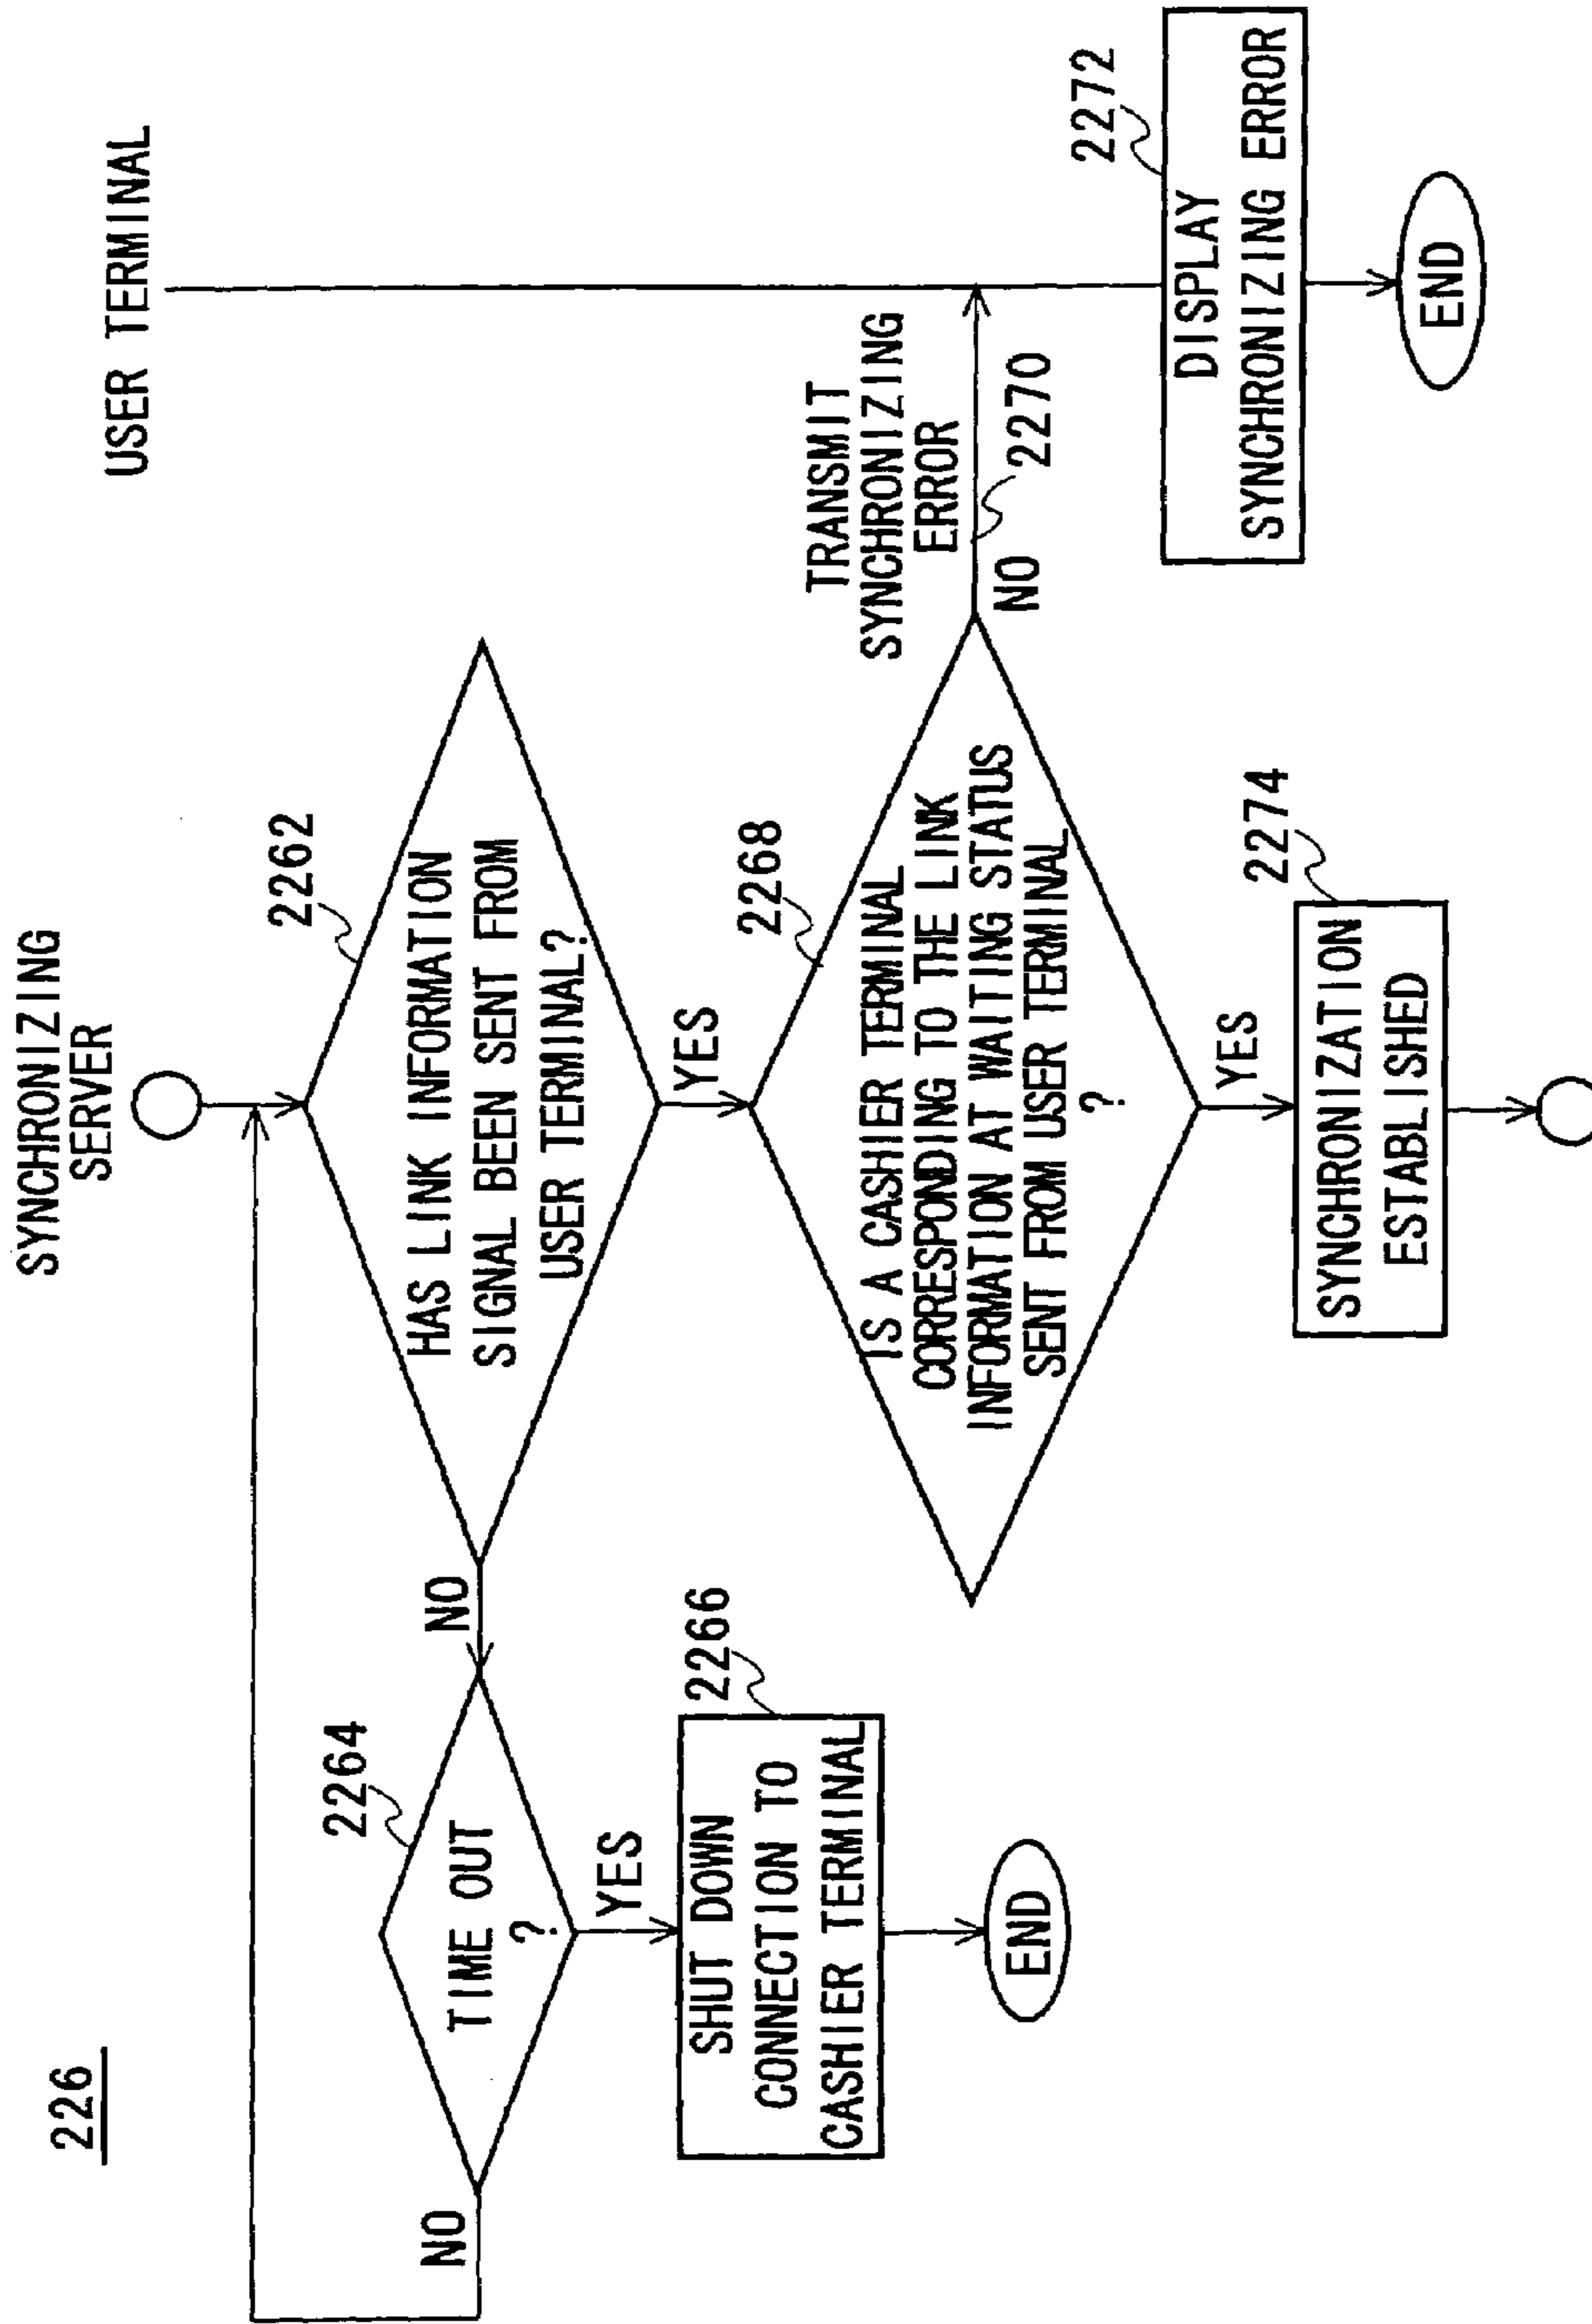 226
SYNCHRONIZING
SERVER
USER TERMINAL
2262
HAS LINK INFORMATION
SIGNAL BEEN SENT FROM
USER TERMINAL?
NO
YES
2264
TIME OUT
?
NO
YES
2266
SHUT DOWN
CONNECTION TO
CASHIER TERMINAL
END
2268
IS A CASHIER TERMINAL
CORRESPONDING TO THE LINK
INFORMATION AT WAITING STATUS
SENT FROM USER TERMINAL
?
NO
YES
TRANSMIT
SYNCHRONIZING
ERROR
2270
2272
DISPLAY
SYNCHRONIZING ERROR
END
2274
SYNCHRONIZATION
ESTABLISHED